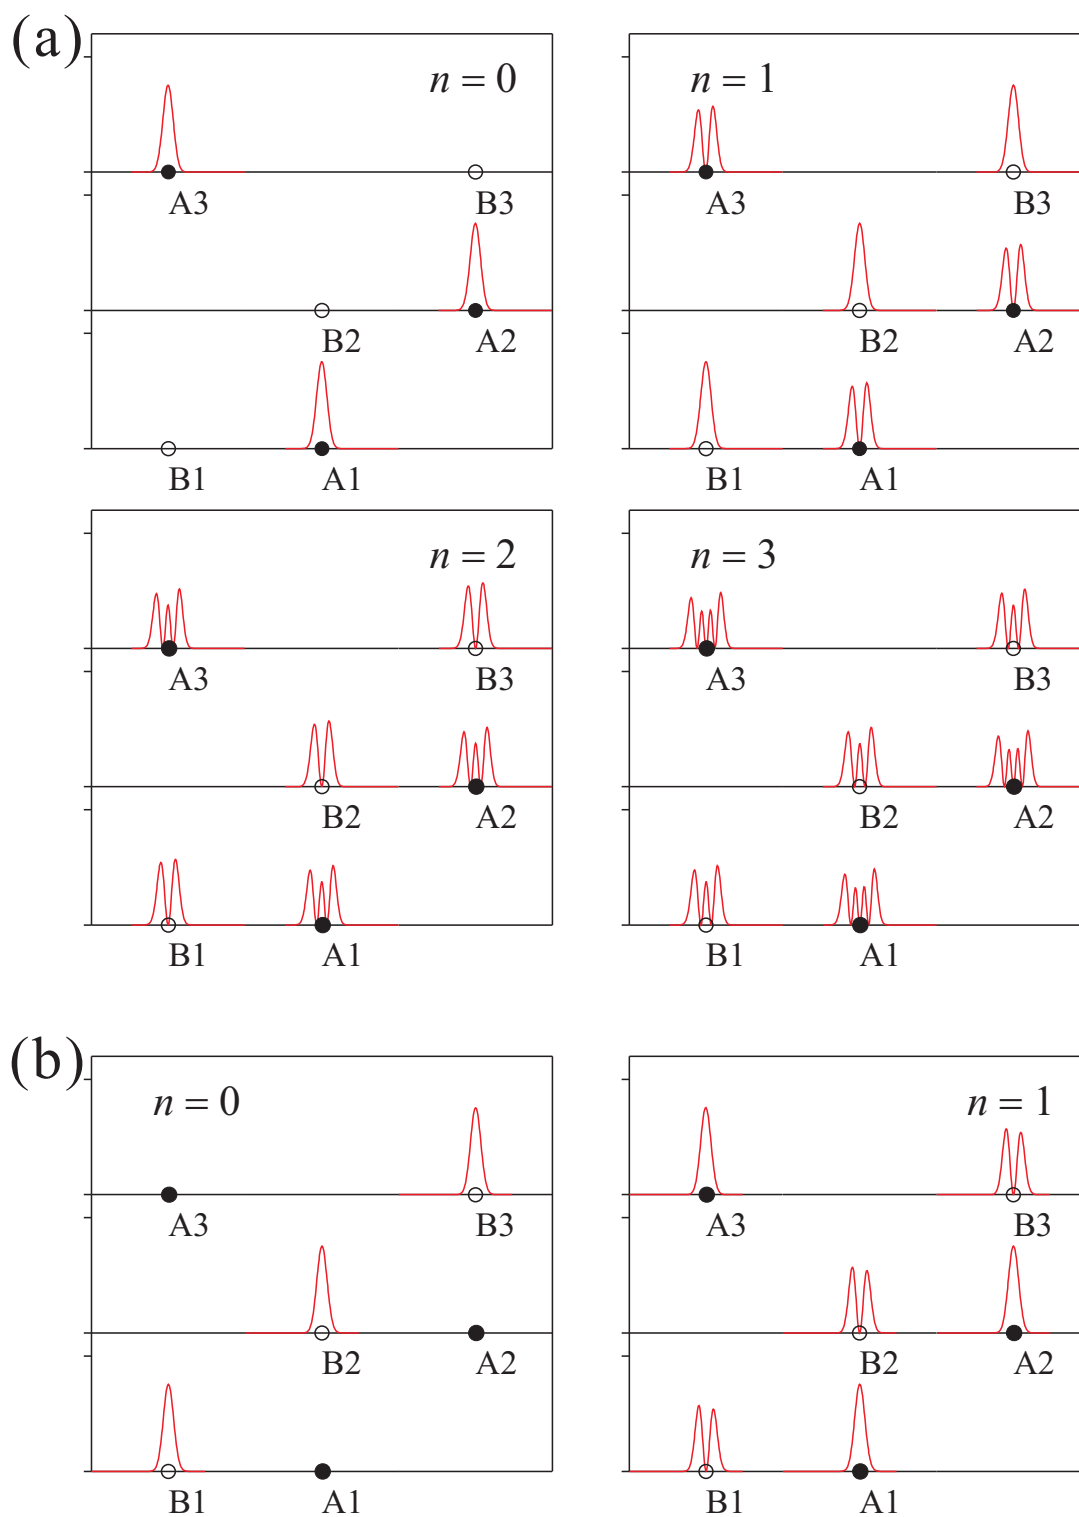 (a)
n = 0
A3 B3
B2 A2
B1 A1
n = 1
A3 B3
B2 A2
B1 A1
n = 2
A3 B3
B2 A2
B1 A1
n = 3
A3 B3
B2 A2
B1 A1
(b)
n = 0
A3 B3
B2 A2
B1 A1
n = 1
A3 B3
B2 A2
B1 A1